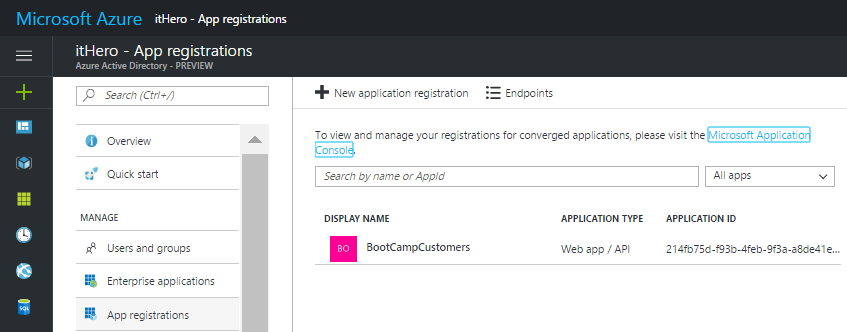 Microsoft Azure itHero - App registrations
itHero - App registrations
Azure Active Directory - PREVIEW
Search (Ctrl+/)
Overview
Quick start
MANAGE
Users and groups
Enterprise applications
App registrations
New application registration Endpoints
To view and manage your registrations for converged applications, please visit the Microsoft Application
Console.
Search by name or AppId All apps
DISPLAY NAME APPLICATION TYPE APPLICATION ID
BO BootCampCustomers Web app / API 214fb75d-f93b-4feb-9f3a-a8de41e...
SQL